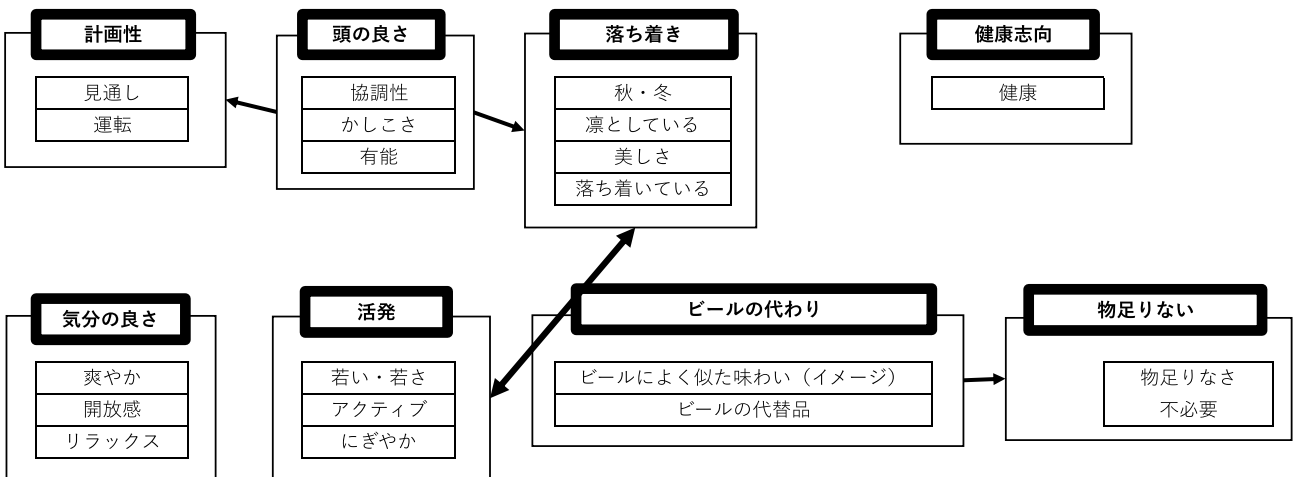 計画性
見通し
運転
頭の良さ
協調性
かしこさ
有能
落ち着き
秋・冬
凛としている
美しさ
落ち着いている
健康志向
健康
気分の良さ
爽やか
開放感
リラックス
活発
若い・若さ
アクティブ
にぎやか
ビールの代わり
ビールによく似た味わい（イメージ）
ビールの代替品
物足りない
物足りなさ
不必要